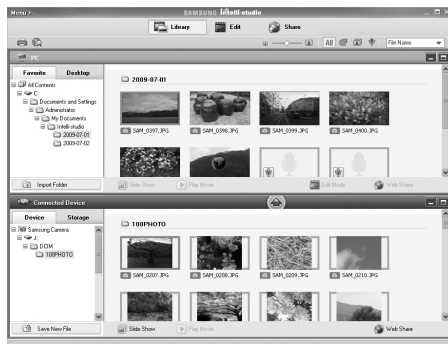 Menu >
SAMSUNG intelli-studio
Library
Edit
Share
All
File Name
PC
Favorite
Desktop
All Contents
C:
Documents and Settings
Administrator
My Documents
Intelli-studio
2009-07-01
2009-07-02
Import Folder
2009-07-01
SAM_0397.JPG
SAM_0398.JPG
SAM_0399.JPG
SAM_0400.JPG
Slide Show
Play Movie
Edit Mode
Web Share
Connected Device
Device
Storage
Samsung Camera
J:
DCIM
100PHOTO
Save New File
100PHOTO
SAM_0207.JPG
SAM_0208.JPG
SAM_0209.JPG
SAM_0210.JPG
Slide Show
Play Movie
Web Share